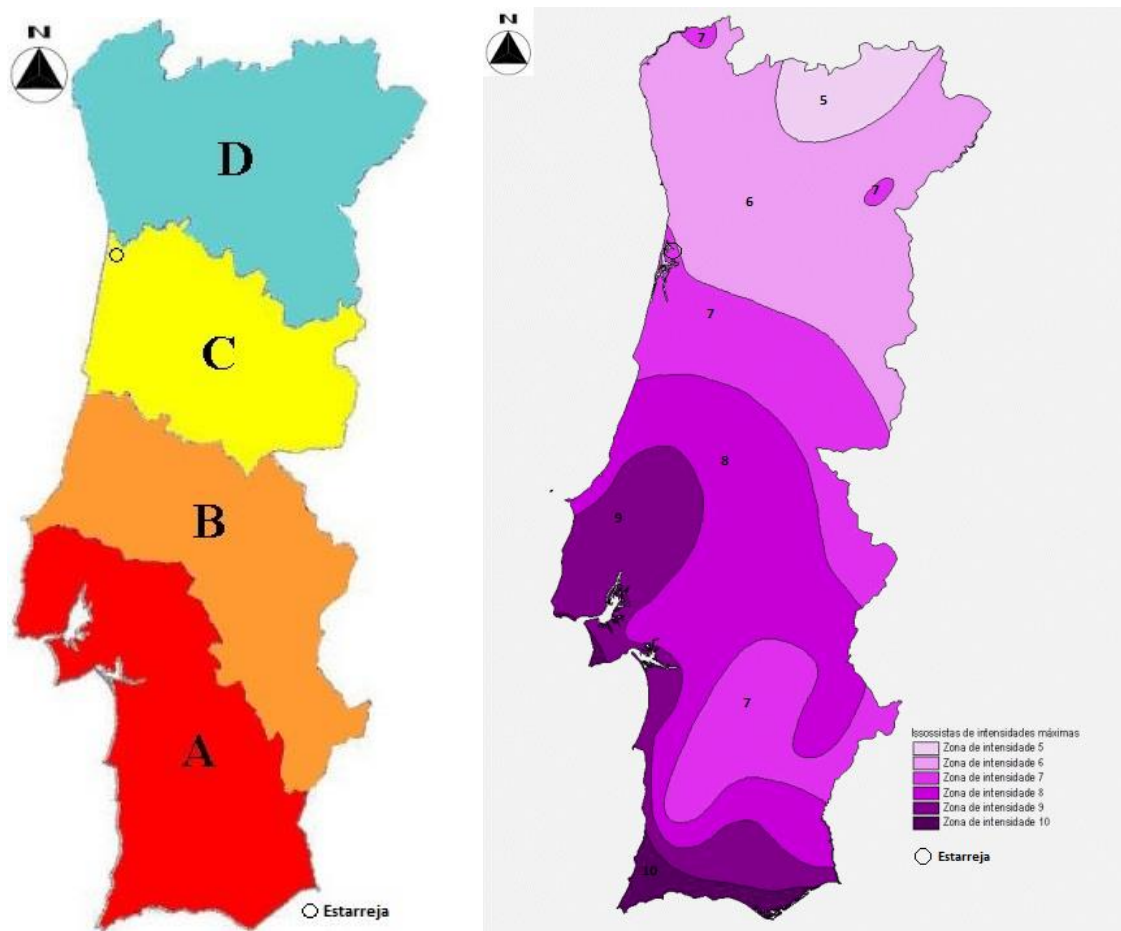 N
D
C
B
A
Estarreja
N
7
5
7
6
7
8
9
7
10
Issossistas de intensidades máximas
Zona de intensidade 5
Zona de intensidade 6
Zona de intensidade 7
Zona de intensidade 8
Zona de intensidade 9
Zona de intensidade 10
Estarreja